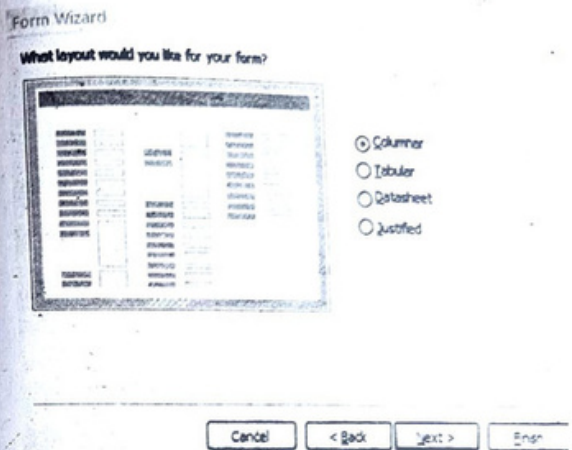 Form Wizard
What layout would you like for your form?
Columnar
Tabular
Datasheet
Justified
Cancel
< Back
Next >